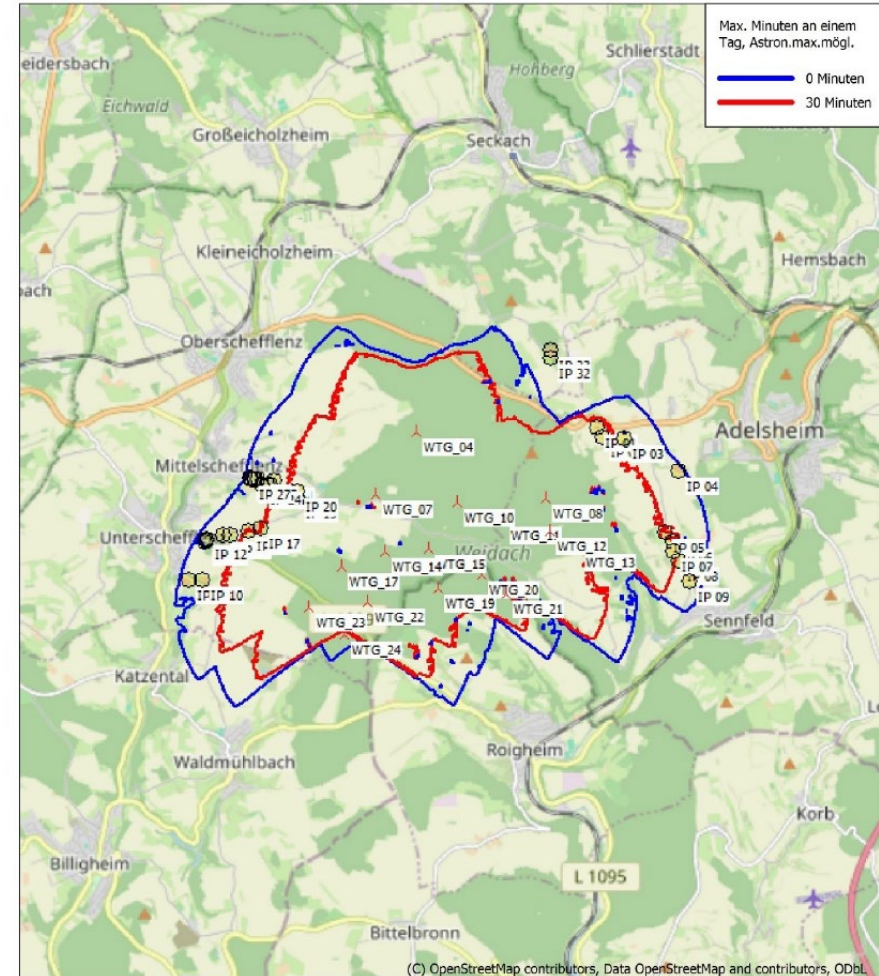 Max. Minuten an einem
Tag, Astron.max.mögl.
0 Minuten
30 Minuten
eidersbach
Eichwald
Großeicholzheim
Hohberg
Schlierstadt
Seckach
Kleineicholzheim
Hemsbach
bach
Oberschefflenz
IP 32
Adelsheim
WTG_04
IP 03
IP 04
Mittelschefflenz
IP 27
IP 20
WTG_07
WTG_10
WTG_08
Unterscheff
IP 12
IP 17
WTG_12
WTG_14
WTG_15
Weidach
WTG_13
IP 05
IP 07
WTG_17
IP 10
WTG_20
IP 09
WTG_19
WTG_21
WTG_23
WTG_22
Sennfeld
WTG_24
Katzental
Waldmühlbach
Roigheim
Korb
Billigheim
L 1095
Bittelbronn
(C) OpenStreetMap contributors, Data OpenStreetMap and contributors, ODbL